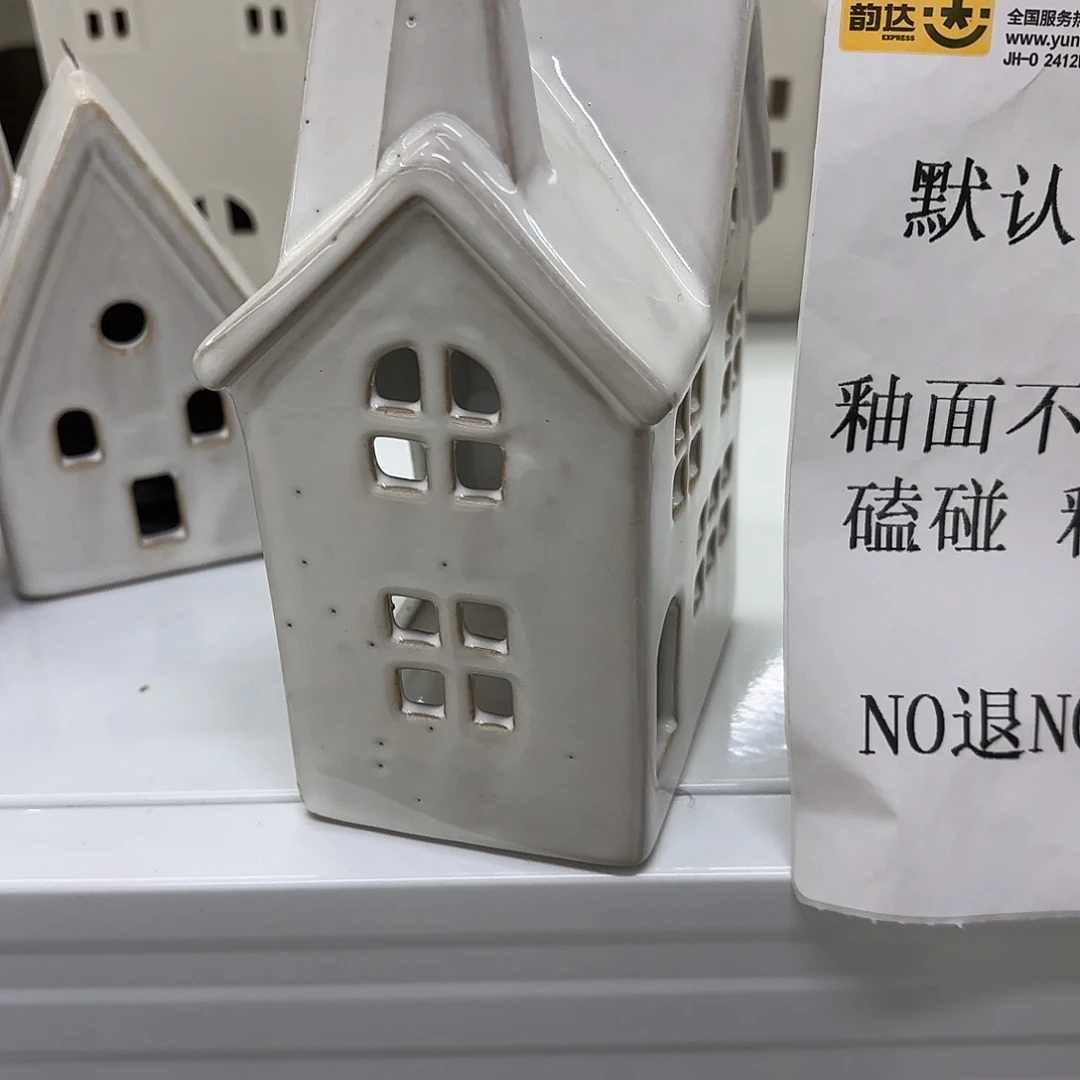 韵达
EXPRESS
全国服务热
www.yun
JH-0 2412
默认
釉面不
磕碰
NO退NO